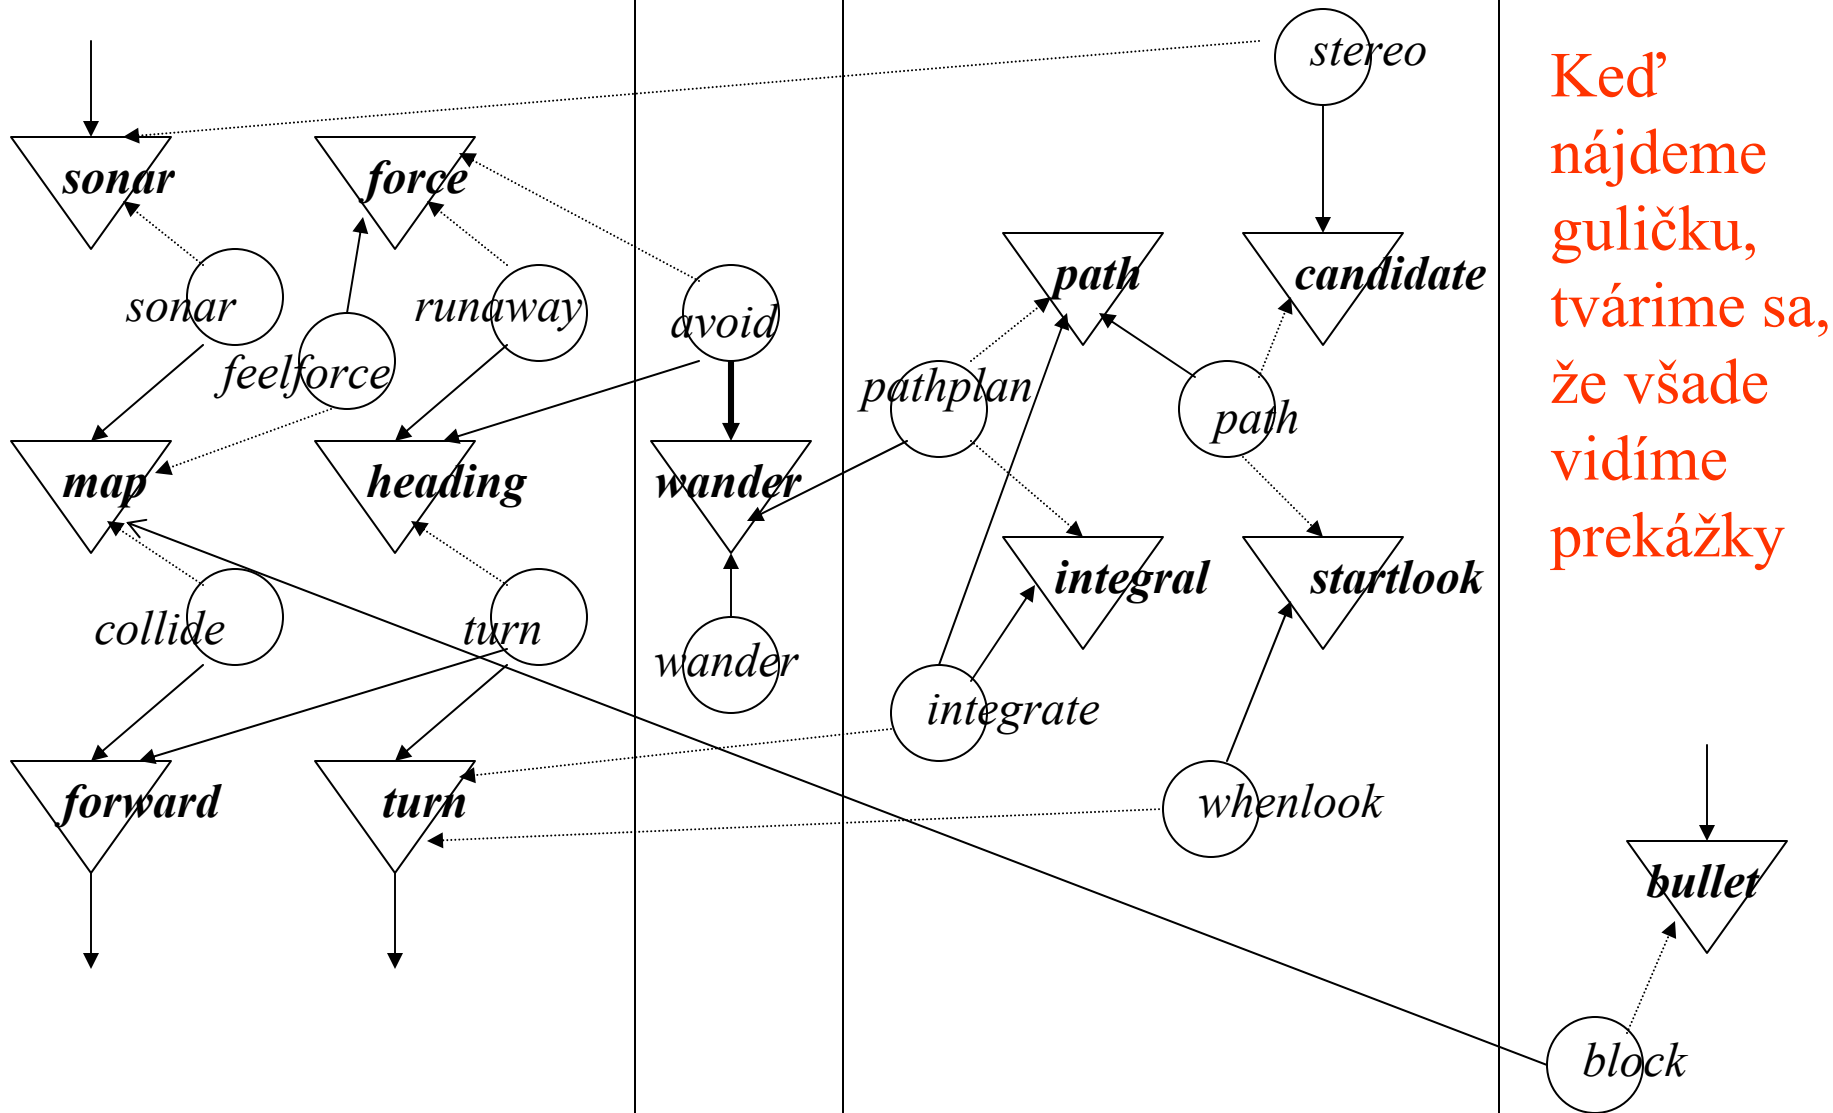 stereo
sonar
force
path
candidate
sonar
runaway
avoid
feelforce
pathplan
path
map
heading
wander
integral
startlook
collide
turn
wander
integrate
forward
turn
whenlook
bullet
block
Keď
nájdeme
guličku,
tvárime sa,
že všade
vidíme
prekážky